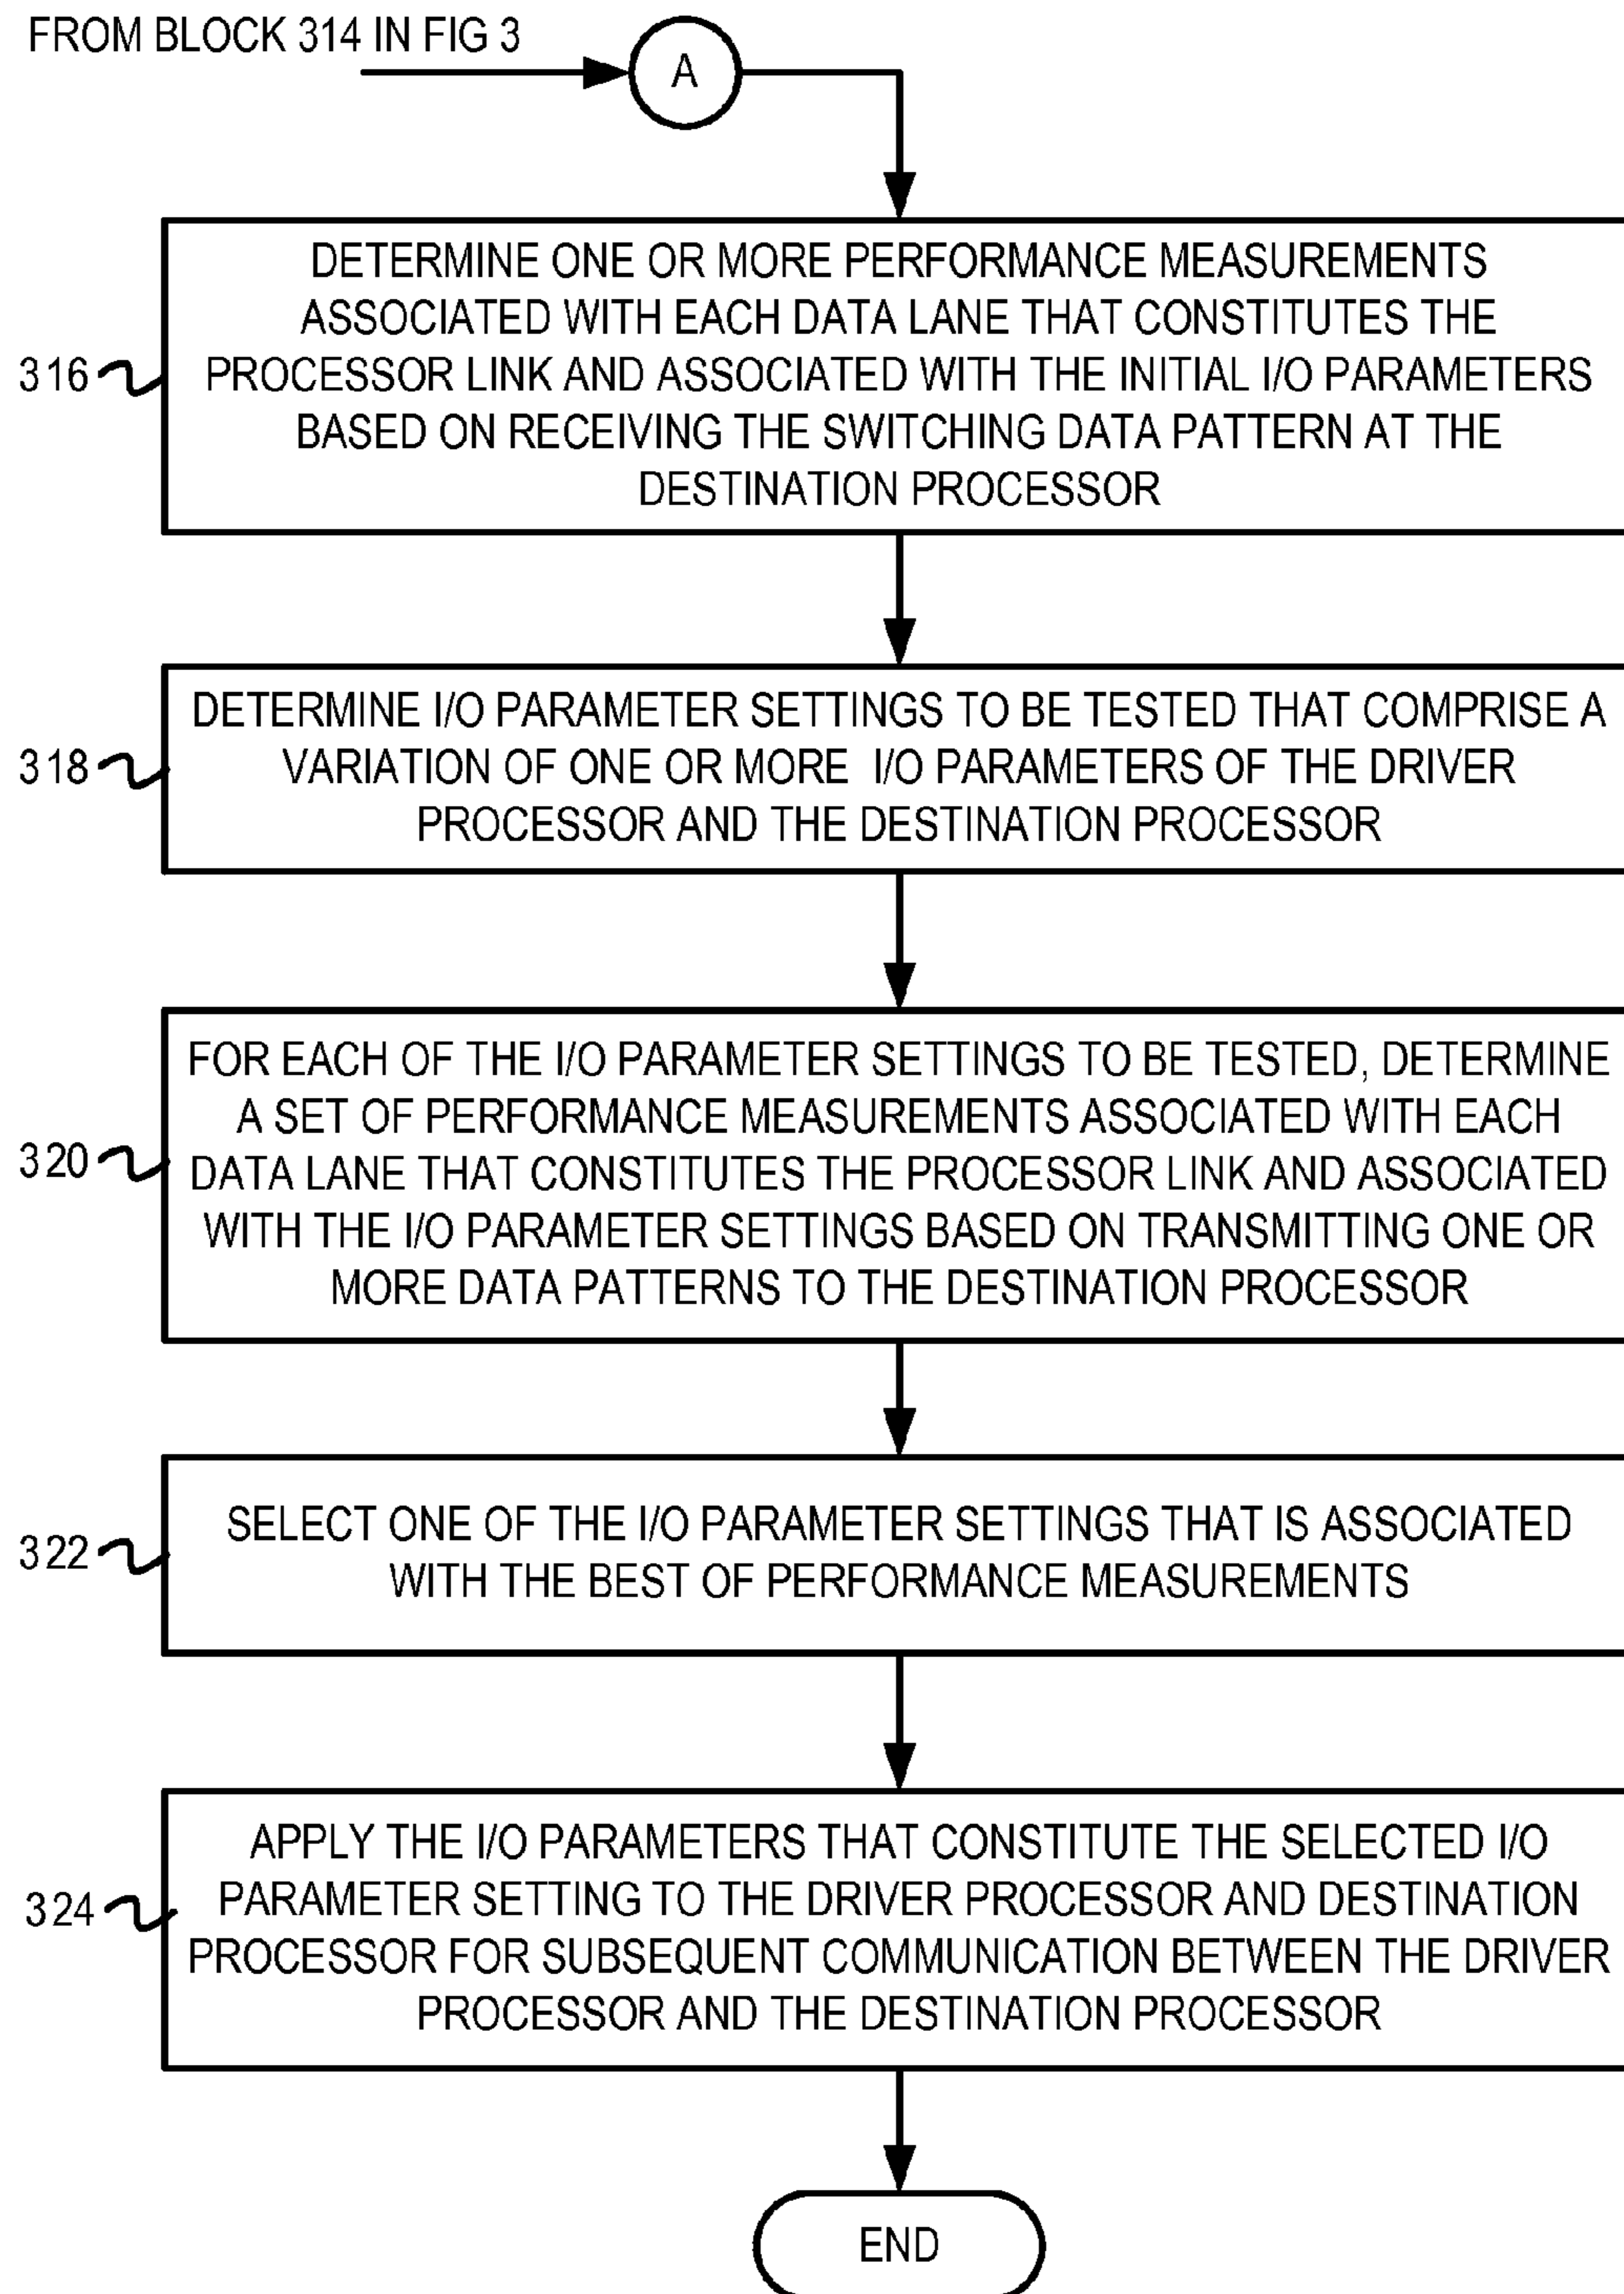 FROM BLOCK 314 IN FIG 3
A
316
DETERMINE ONE OR MORE PERFORMANCE MEASUREMENTS
ASSOCIATED WITH EACH DATA LANE THAT CONSTITUTES THE
PROCESSOR LINK AND ASSOCIATED WITH THE INITIAL I/O PARAMETERS
BASED ON RECEIVING THE SWITCHING DATA PATTERN AT THE
DESTINATION PROCESSOR
318
DETERMINE I/O PARAMETER SETTINGS TO BE TESTED THAT COMPRISE A
VARIATION OF ONE OR MORE I/O PARAMETERS OF THE DRIVER
PROCESSOR AND THE DESTINATION PROCESSOR
320
FOR EACH OF THE I/O PARAMETER SETTINGS TO BE TESTED, DETERMINE
A SET OF PERFORMANCE MEASUREMENTS ASSOCIATED WITH EACH
DATA LANE THAT CONSTITUTES THE PROCESSOR LINK AND ASSOCIATED
WITH THE I/O PARAMETER SETTINGS BASED ON TRANSMITTING ONE OR
MORE DATA PATTERNS TO THE DESTINATION PROCESSOR
322
SELECT ONE OF THE I/O PARAMETER SETTINGS THAT IS ASSOCIATED
WITH THE BEST OF PERFORMANCE MEASUREMENTS
324
APPLY THE I/O PARAMETERS THAT CONSTITUTE THE SELECTED I/O
PARAMETER SETTING TO THE DRIVER PROCESSOR AND DESTINATION
PROCESSOR FOR SUBSEQUENT COMMUNICATION BETWEEN THE DRIVER
PROCESSOR AND THE DESTINATION PROCESSOR
END